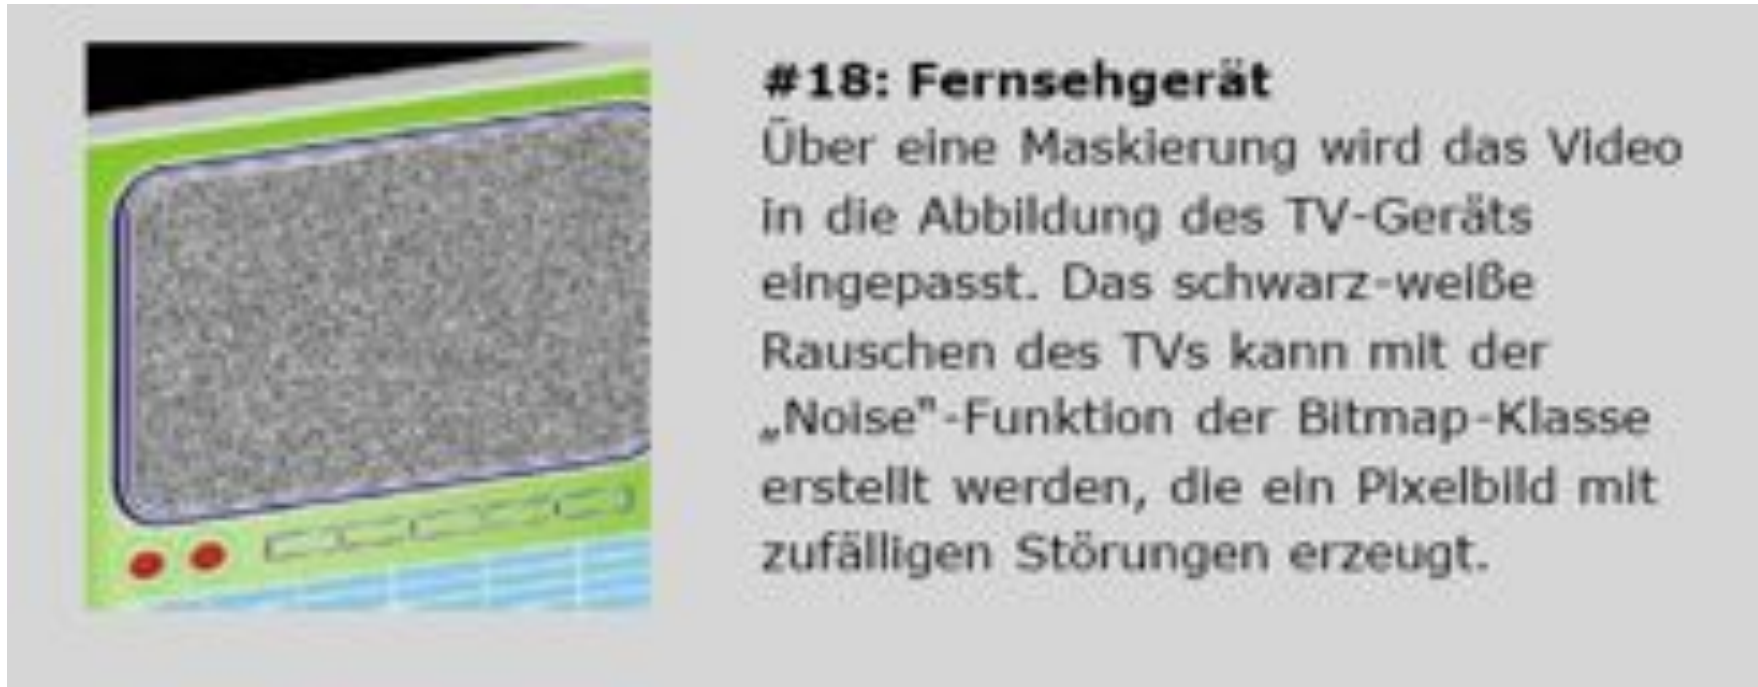 #18: Fernsehgerät
Über eine Maskierung wird das Video
in die Abbildung des TV-Geräts
eingepasst. Das schwarz-weiße
Rauschen des TVs kann mit der
„Noise"-Funktion der Bitmap-Klasse
erstellt werden, die ein Pixelbild mit
zufälligen Störungen erzeugt.